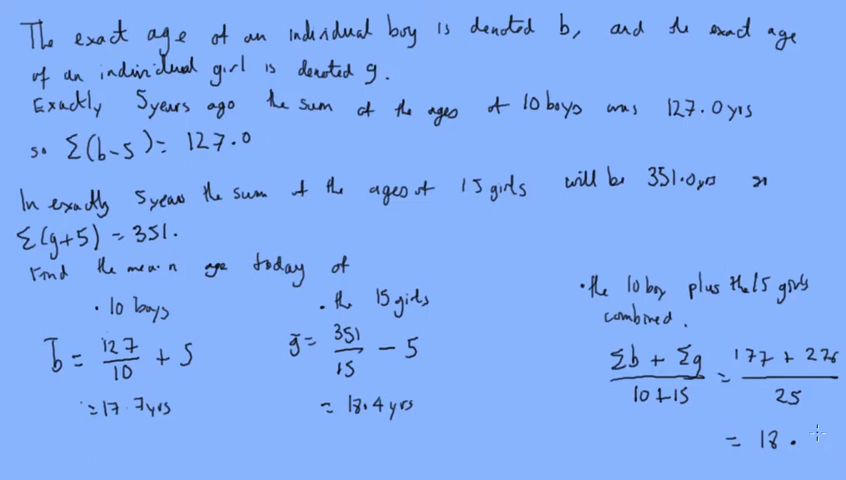 The exact age of an individual boy is denoted b, and the exact age
of an individual girl is denoted g.
Exactly 5 years ago the sum of the ages of 10 boys was 127.0 yrs
so Σ(b-5) = 127.0
In exactly 5 years the sum of the ages of 15 girls will be 351.0 yrs so
Σ(g+5) = 351.
Find the mean age today of
· 10 boys
b̄ = 127/10 + 5
= 17.7 yrs
· the 15 girls
ḡ = 351/15 - 5
= 18.4 yrs
· the 10 boy plus the 15 girls
combined.
Σb + Σg / 10+15 = 177 + 276 / 25
= 18.